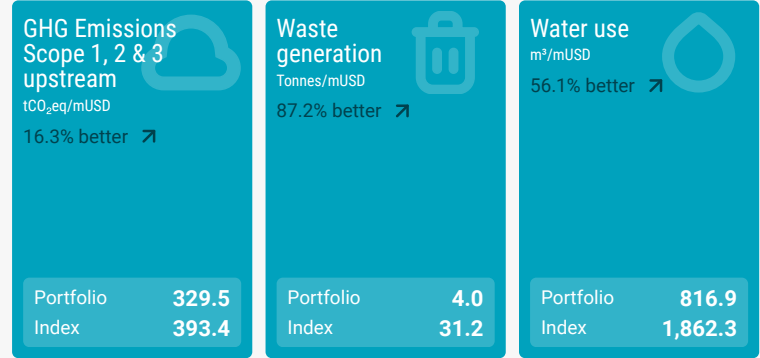 GHG Emissions
Scope 1, 2 & 3
upstream
tCO₂eq/mUSD
16.3% better
Portfolio 329.5
Index 393.4
Waste
generation
Tonnes/mUSD
87.2% better
Portfolio 4.0
Index 31.2
Water use
m³/mUSD
56.1% better
Portfolio 816.9
Index 1,862.3